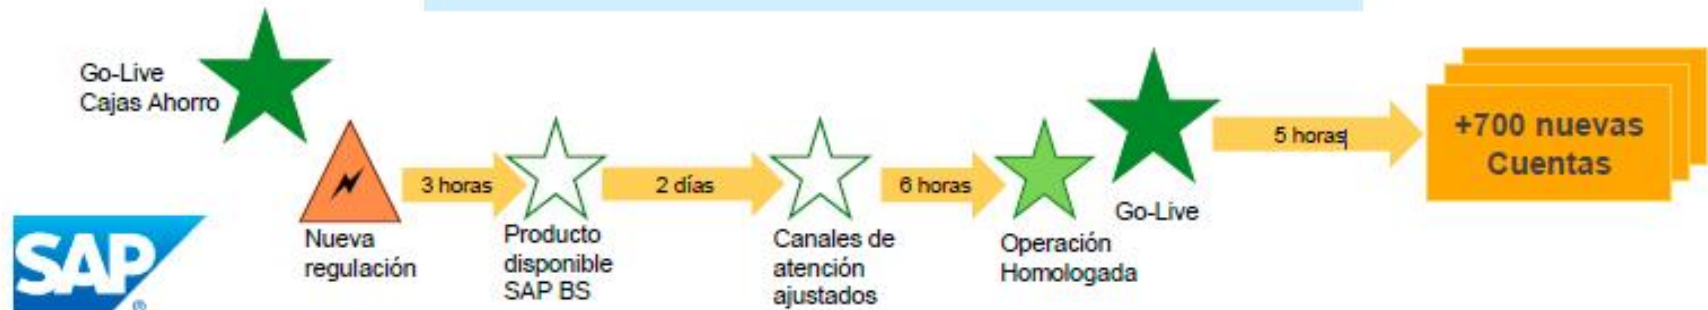 Go-Live
Cajas Ahorro
Nueva
regulación
3 horas
Producto
disponible
SAP BS
2 días
Canales de
atención
ajustados
6 horas
Operación
Homologada
Go-Live
5 horas
+700 nuevas
Cuentas
SAP
®